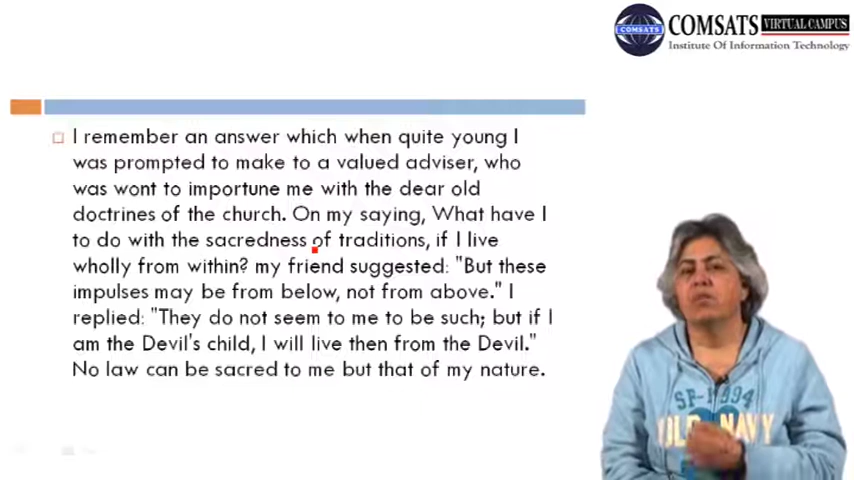 COMSATS VIRTUAL CAMPUS
COMSATS
Institute Of Information Technology
I remember an answer which when quite young I
was prompted to make to a valued adviser, who
was wont to importune me with the dear old
doctrines of the church. On my saying, What have I
to do with the sacredness of traditions, if I live
wholly from within? my friend suggested: "But these
impulses may be from below, not from above." I
replied: "They do not seem to me to be such; but if I
am the Devil's child, I will live then from the Devil."
No law can be sacred to me but that of my nature.
SF-1994
OLD NAVY